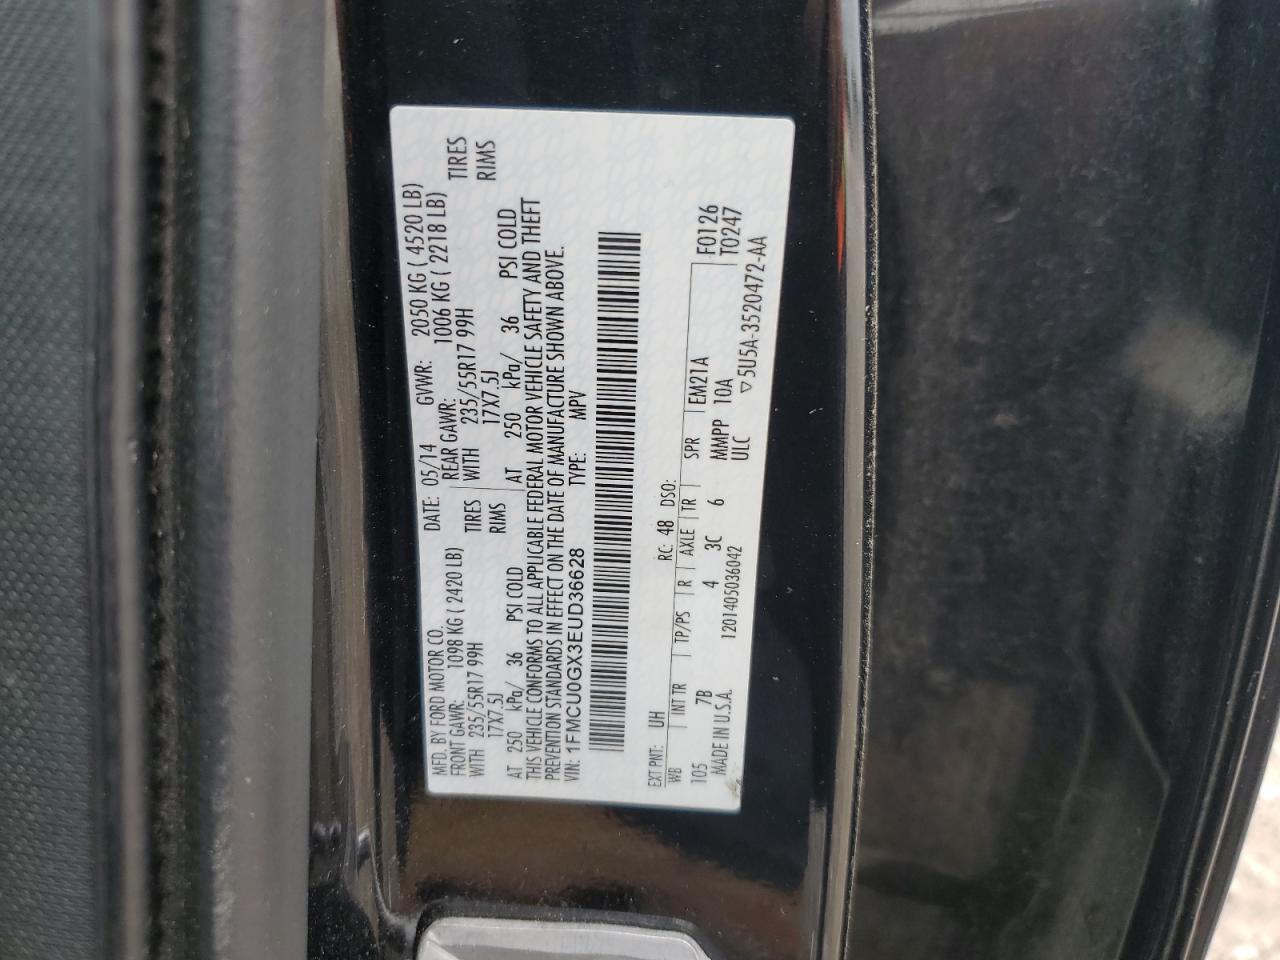 MFD. BY FORD MOTOR CO.
DATE: 05/14 GVWR: 2050 KG ( 4520 LB)
FRONT GAWR: 1098 KG ( 2420 LB)
REAR GAWR: 1006 KG ( 2218 LB)
WITH 235/55R17 99H TIRES
WITH 235/55R17 99H TIRES
17X7.5J RIMS
17X7.5J RIMS
AT 250 kPa/ 36 PSI COLD
AT 250 kPa/ 36 PSI COLD
THIS VEHICLE CONFORMS TO ALL APPLICABLE FEDERAL MOTOR VEHICLE SAFETY AND THEFT
PREVENTION STANDARDS IN EFFECT ON THE DATE OF MANUFACTURE SHOWN ABOVE.
VIN: 1FMCU0GX3EUD36628 TYPE: MPV
EXT PNT: UH RC: 48 DSO: F0126
WB INT TR TP/PS R AXLE TR SPR EM21A T0247
105 7B 4 3C 6 MMPP 10A
MADE IN U.S.A. 1201405036042 ULC ▽5U5A-3520472-AA